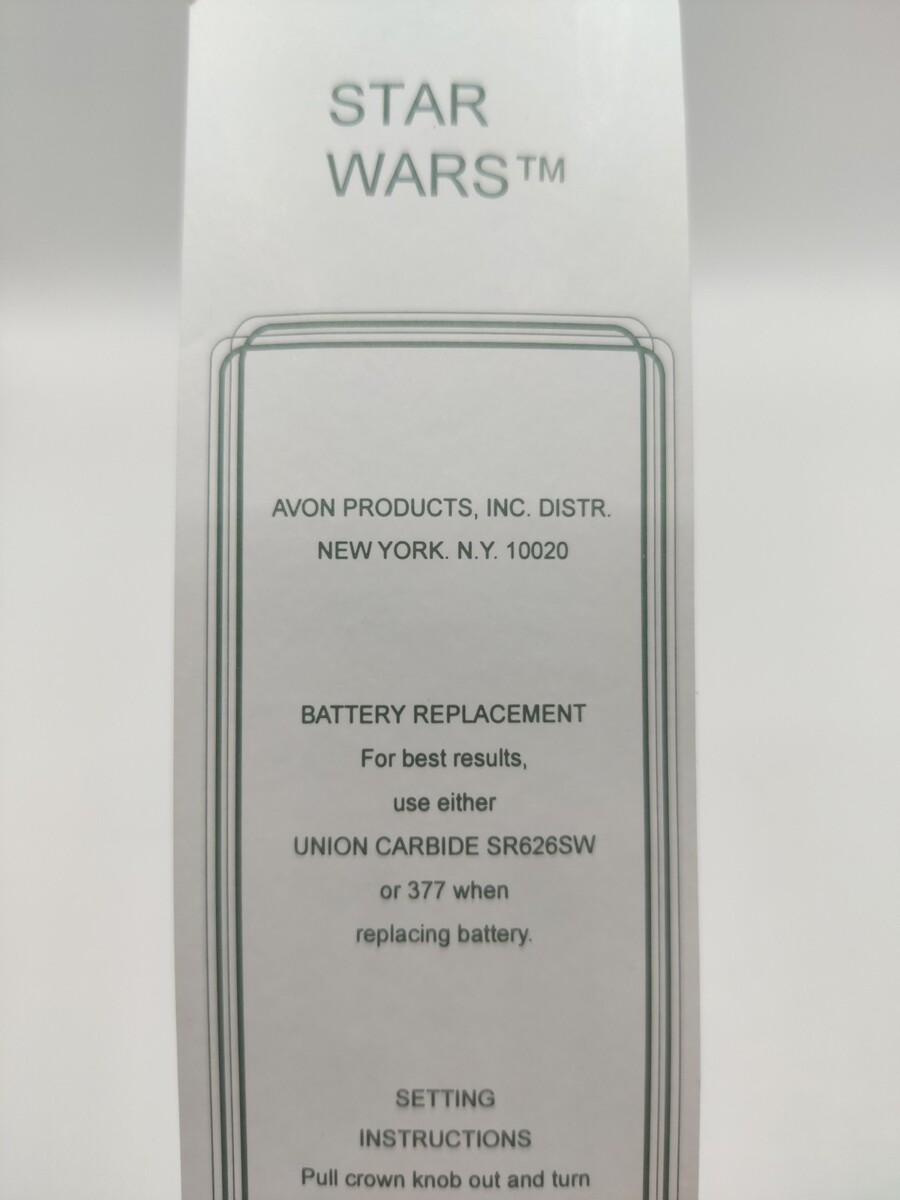 STAR
WARS™
AVON PRODUCTS, INC. DISTR.
NEW YORK. N.Y. 10020
BATTERY REPLACEMENT
For best results,
use either
UNION CARBIDE SR626SW
or 377 when
replacing battery.
SETTING
INSTRUCTIONS
Pull crown knob out and turn